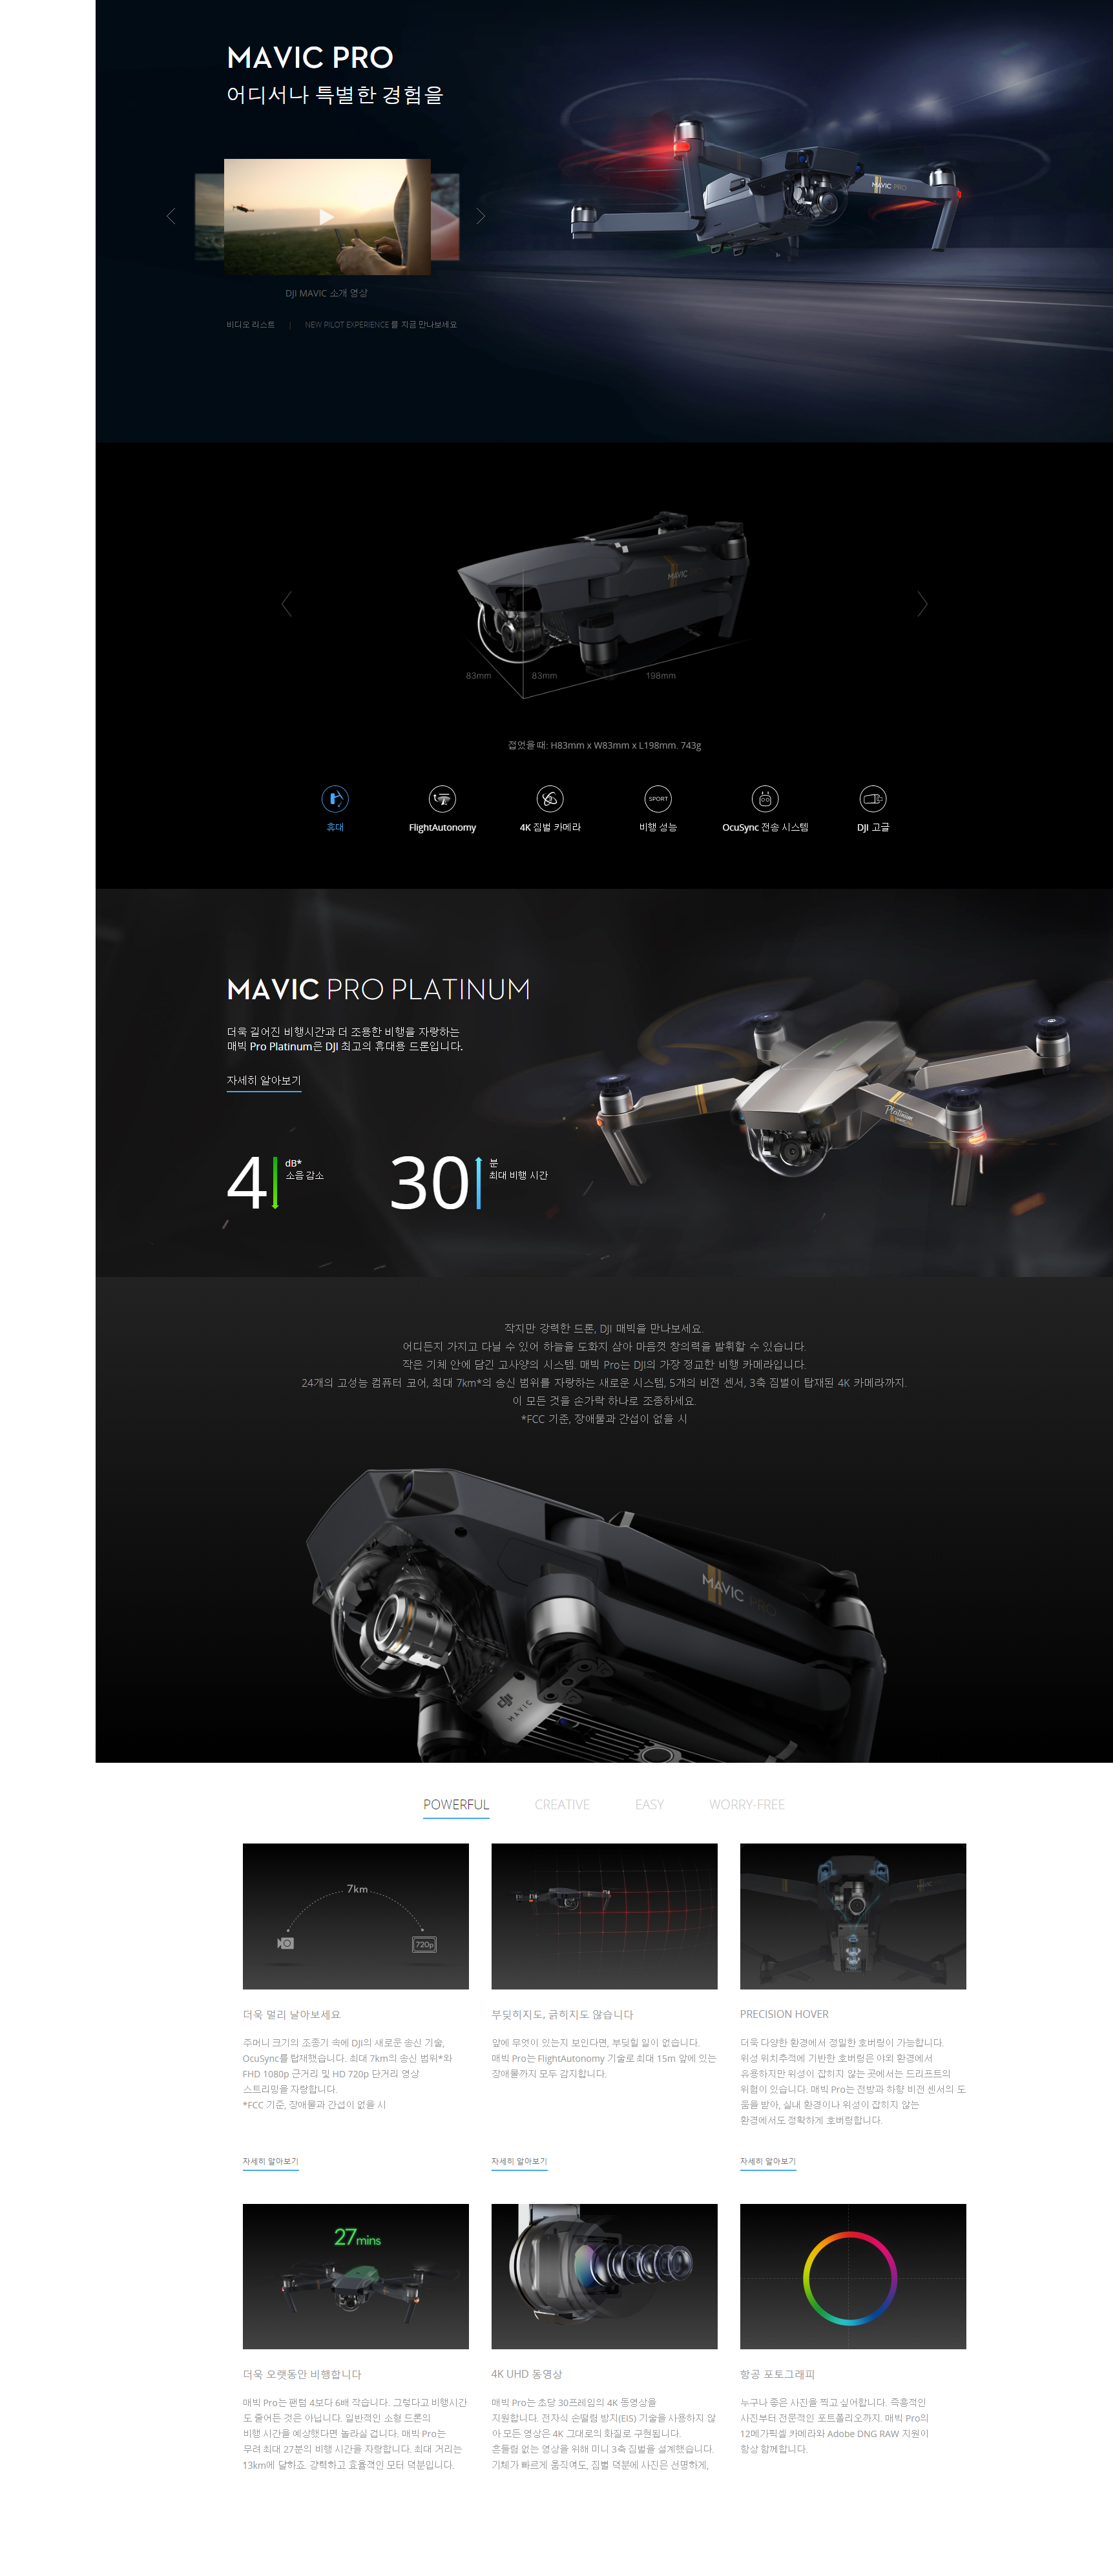 MAVIC PRO
어디서나 특별한 경험을
DJI MAVIC 소개 영상
비디오 리스트 | NEW PILOT EXPERIENCE 를 지금 만나보세요
MAVIC
83mm 83mm 198mm
접었을 때: H83mm x W83mm x L198mm. 743g
SPORT
휴대 FlightAutonomy 4K 짐벌 카메라 비행 성능 OcuSync 전송 시스템 DJI 고글
MAVIC PRO PLATINUM
더욱 길어진 비행시간과 더 조용한 비행을 자랑하는
매빅 Pro Platinum은 DJI 최고의 휴대용 드론입니다.
자세히 알아보기
Platinum
4 dB* 소음 감소
30 분 최대 비행 시간
작지만 강력한 드론, DJI 매빅을 만나보세요.
어디든지 가지고 다닐 수 있어 하늘을 도화지 삼아 마음껏 창의력을 발휘할 수 있습니다.
작은 기체 안에 담긴 고사양의 시스템. 매빅 Pro는 DJI의 가장 정교한 비행 카메라입니다.
24개의 고성능 컴퓨터 코어, 최대 7km*의 송신 범위를 자랑하는 새로운 시스템, 5개의 비전 센서, 3축 짐벌이 탑재된 4K 카메라까지.
이 모든 것을 손가락 하나로 조종하세요.
*FCC 기준, 장애물과 간섭이 없을 시
MAVIC PRO
DJI MAVIC
POWERFUL CREATIVE EASY WORRY-FREE
7km
720p
더욱 멀리 날아보세요
주머니 크기의 조종기 속에 DJI의 새로운 송신 기술,
OcuSync를 탑재했습니다. 최대 7km의 송신 범위*와
FHD 1080p 근거리 및 HD 720p 단거리 영상
스트리밍을 자랑합니다.
*FCC 기준, 장애물과 간섭이 없을 시
자세히 알아보기
부딪히지도, 긁히지도 않습니다
앞에 무엇이 있는지 보인다면, 부딪힐 일이 없습니다.
매빅 Pro는 FlightAutonomy 기술로 최대 15m 앞에 있는
장애물까지 모두 감지합니다.
자세히 알아보기
PRECISION HOVER
더욱 다양한 환경에서 정밀한 호버링이 가능합니다.
위성 위치추적에 기반한 호버링은 야외 환경에서
유용하지만 위성이 잡히지 않는 곳에서는 드리프트의
위험이 있습니다. 매빅 Pro는 전방과 하향 비전 센서의 도
움을 받아, 실내 환경이나 위성이 잡히지 않는
환경에서도 정확하게 호버링합니다.
자세히 알아보기
27mins
더욱 오랫동안 비행합니다
매빅 Pro는 팬텀 4보다 6배 작습니다. 그렇다고 비행시간
도 줄어든 것은 아닙니다. 일반적인 소형 드론의
비행 시간을 예상했다면 놀라실 겁니다. 매빅 Pro는
무려 최대 27분의 비행 시간을 자랑합니다. 최대 거리는
13km에 달하죠. 강력하고 효율적인 모터 덕분입니다.
4K UHD 동영상
매빅 Pro는 초당 30프레임의 4K 동영상을
지원합니다. 전자식 손떨림 방지(EIS) 기술을 사용하지 않
아 모든 영상은 4K 그대로의 화질로 구현됩니다.
흔들림 없는 영상을 위해 미니 3축 짐벌을 설계했습니다.
기체가 빠르게 움직여도, 짐벌 덕분에 사진은 선명하게,
항공 포토그래피
누구나 좋은 사진을 찍고 싶어합니다. 즉흥적인
사진부터 전문적인 포트폴리오까지. 매빅 Pro의
12메가픽셀 카메라와 Adobe DNG RAW 지원이
항상 함께합니다.